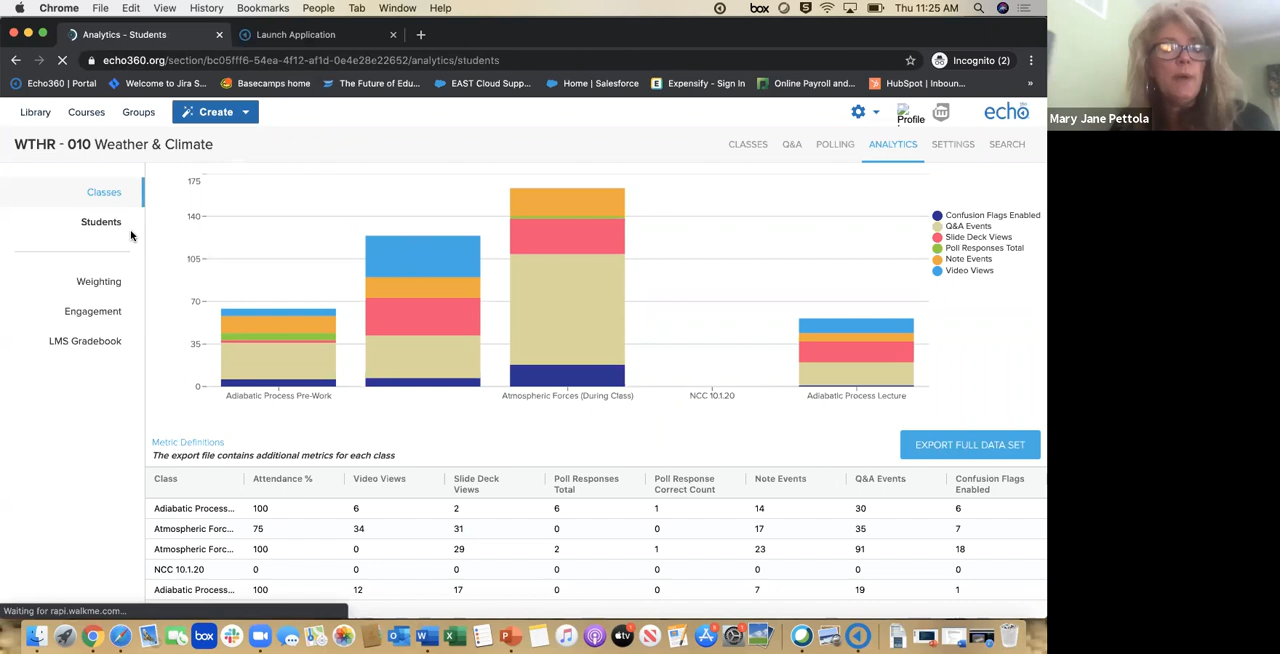 Chrome File Edit View History Bookmarks People Tab Window Help box Thu 11:25 AM
Analytics - Students Launch Application
echo360.org/section/bc05fff6-54ea-4f12-af1d-0e4e28e22652/analytics/students Incognito (2)
Echo360 | Portal Welcome to Jira S... Basecamps home The Future of Edu... EAST Cloud Supp... Home | Salesforce Expensify - Sign In Online Payroll and... HubSpot | Inboun... »
Library Courses Groups Create Profile echo
WTHR - 010 Weather & Climate CLASSES Q&A POLLING ANALYTICS SETTINGS SEARCH
Classes
Students
Weighting
Engagement
LMS Gradebook
175
140
105
70
35
0
Adiabatic Process Pre-Work Atmospheric Forces (During Class) NCC 10.1.20 Adiabatic Process Lecture
Confusion Flags Enabled
Q&A Events
Slide Deck Views
Poll Responses Total
Note Events
Video Views
Metric Definitions
The export file contains additional metrics for each class
EXPORT FULL DATA SET
Class Attendance % Video Views Slide Deck Views Poll Responses Total Poll Response Correct Count Note Events Q&A Events Confusion Flags Enabled
Adiabatic Process... 100 6 2 6 1 14 30 6
Atmospheric Forc... 75 34 31 0 0 17 35 7
Atmospheric Forc... 100 0 29 2 1 23 91 18
NCC 10.1.20 0 0 0 0 0 0 0 0
Adiabatic Process... 100 12 17 0 0 7 19 1
Waiting for rapi.walkme.com...
box
tv
Mary Jane Pettola